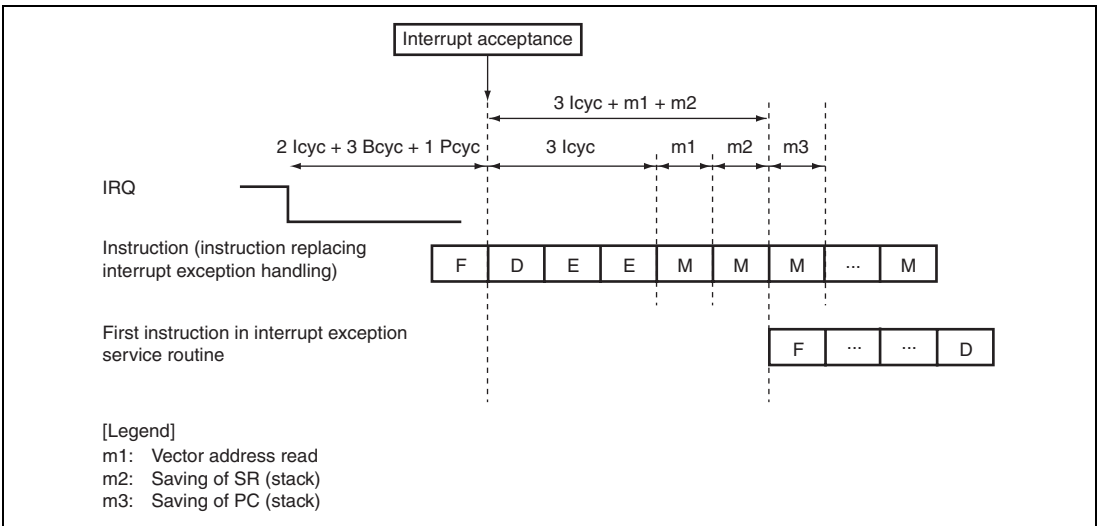 Interrupt acceptance
3 Icyc + m1 + m2
2 Icyc + 3 Bcyc + 1 Pcyc 3 Icyc m1 m2 m3
IRQ
Instruction (instruction replacing
interrupt exception handling)
F D E E M M M ... M
First instruction in interrupt exception
service routine
F ... ... D
[Legend]
m1: Vector address read
m2: Saving of SR (stack)
m3: Saving of PC (stack)